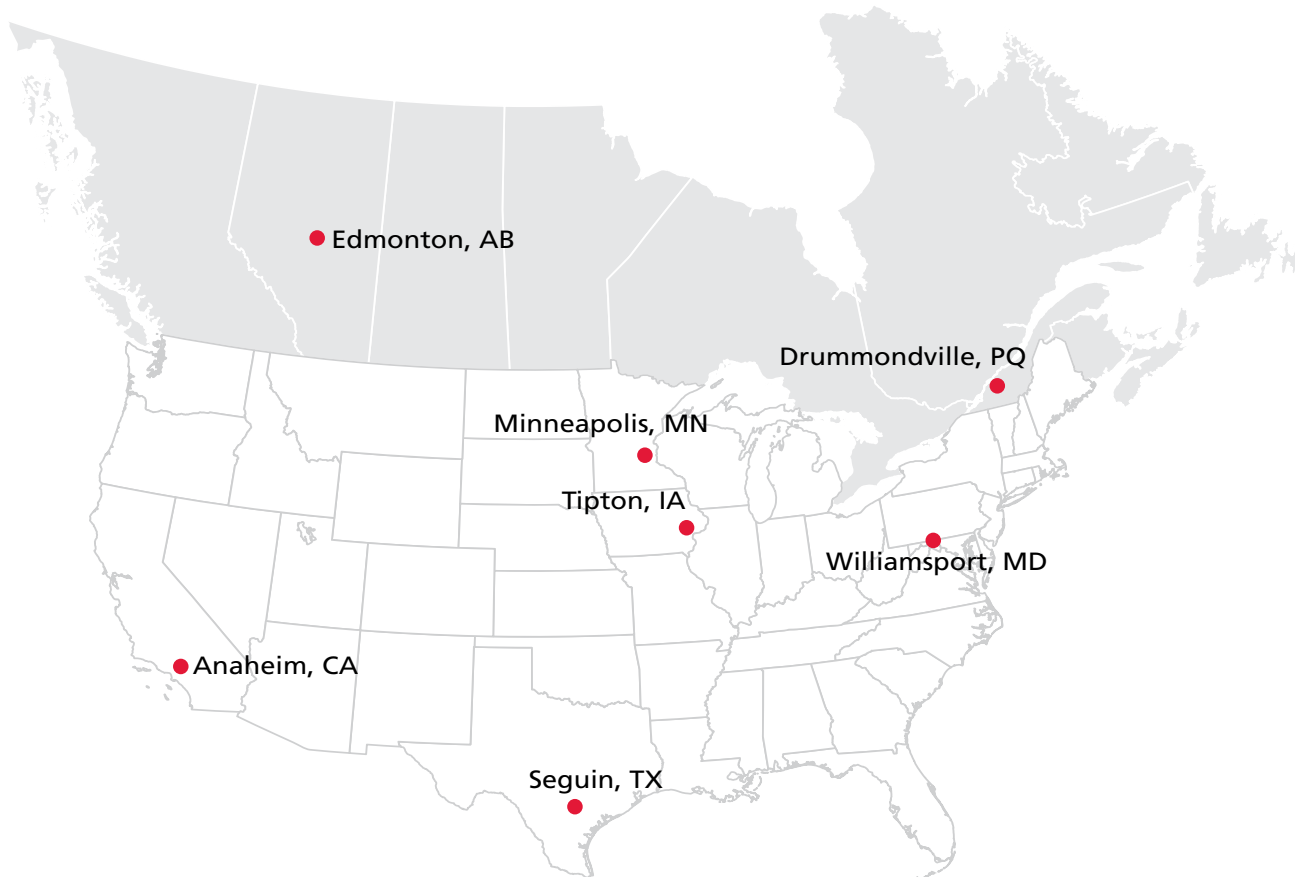 Edmonton, AB
Drummondville, PQ
Minneapolis, MN
Tipton, IA
Williamsport, MD
Anaheim, CA
Seguin, TX